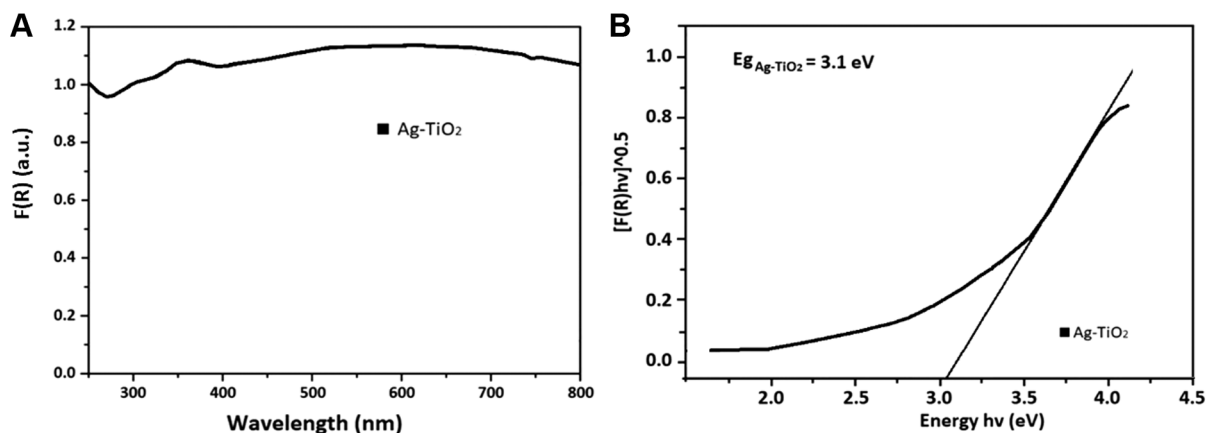 A
1.2
1.0
0.8
0.6
0.4
0.2
0.0
F(R) (a.u.)
■ Ag-TiO₂
300 400 500 600 700 800
Wavelength (nm)
B
1.0
0.8
0.6
0.4
0.2
0.0
[F(R)hv]^0.5
Eg Ag-TiO₂ = 3.1 eV
■ Ag-TiO₂
2.0 2.5 3.0 3.5 4.0 4.5
Energy hv (eV)